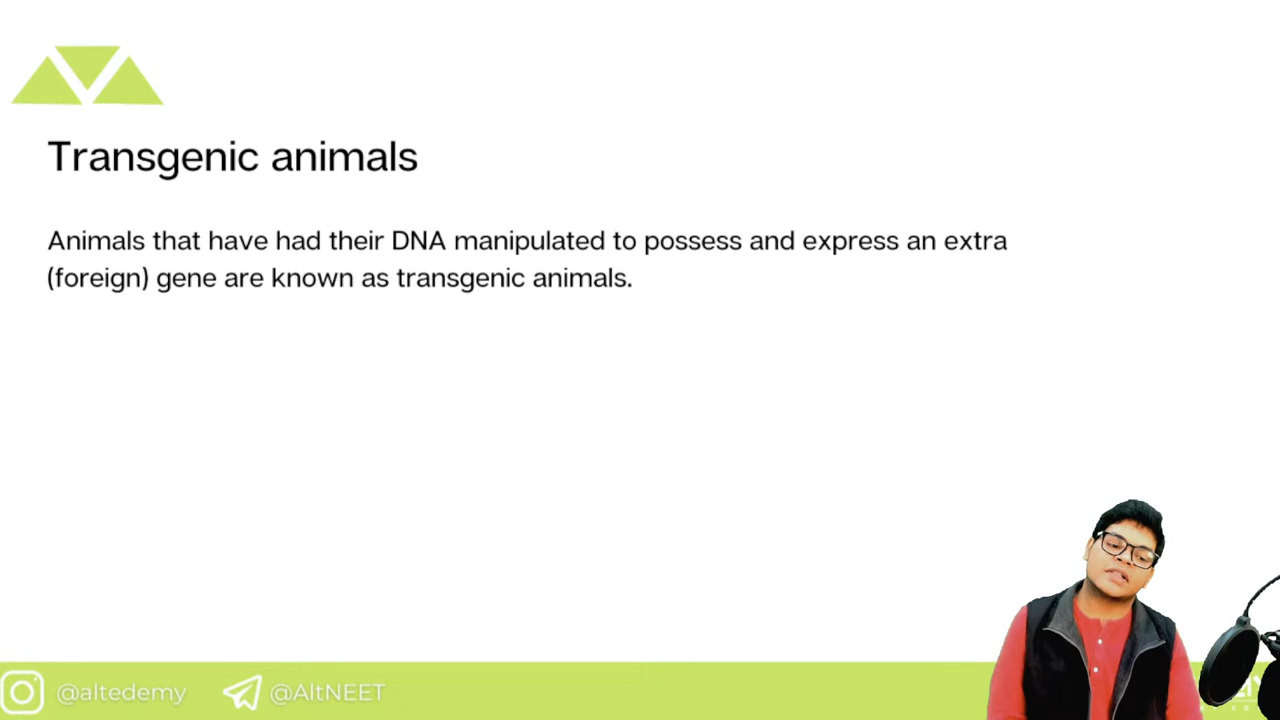 Transgenic animals
Animals that have had their DNA manipulated to possess and express an extra
(foreign) gene are known as transgenic animals.
@altedemy @AltNEET